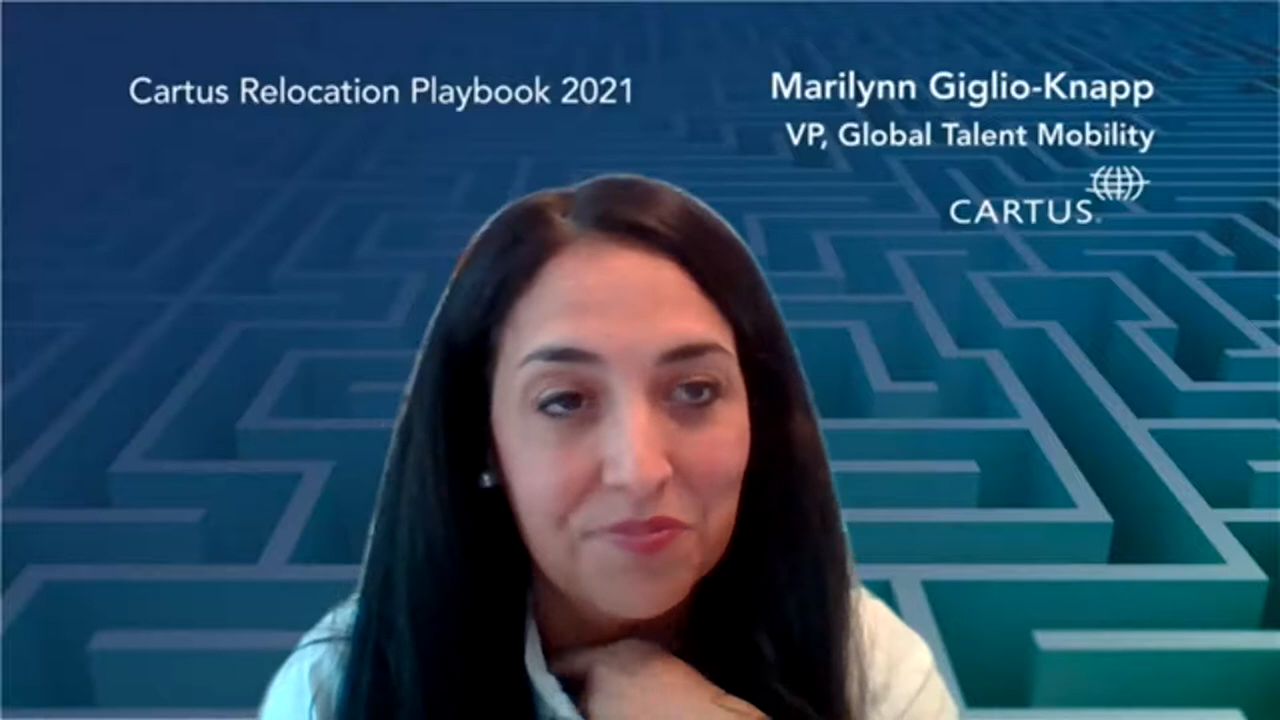 Cartus Relocation Playbook 2021
Marilynn Giglio-Knapp
VP, Global Talent Mobility
CARTUS